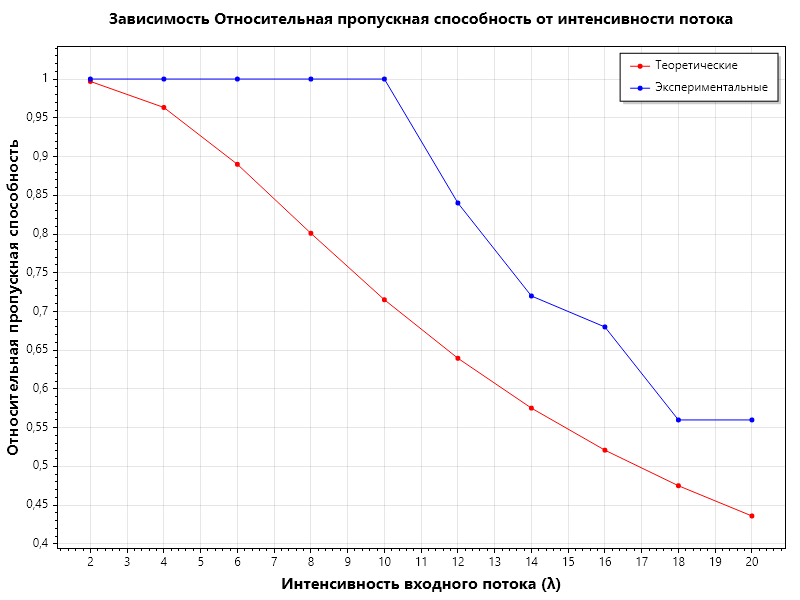 Зависимость Относительная пропускная способность от интенсивности потока
Теоретические
Экспериментальные
Относительная пропускная способность
1
0,95
0,9
0,85
0,8
0,75
0,7
0,65
0,6
0,55
0,5
0,45
0,4
2 3 4 5 6 7 8 9 10 11 12 13 14 15 16 17 18 19 20
Интенсивность входного потока (λ)